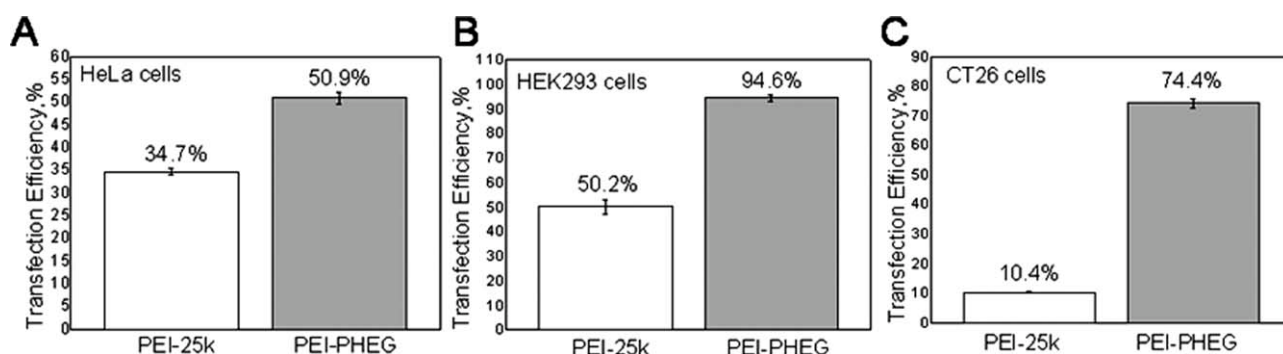 A
Transfection Efficiency,%
60
55
50
45
40
35
30
25
20
15
10
5
0
HeLa cells
34.7%
50.9%
PEI-25k
PEI-PHEG
B
Transfection Efficiency,%
110
100
90
80
70
60
50
40
30
20
10
0
HEK293 cells
50.2%
94.6%
PEI-25k
PEI-PHEG
C
Transfection Efficiency,%
90
80
70
60
50
40
30
20
10
0
CT26 cells
10.4%
74.4%
PEI-25k
PEI-PHEG